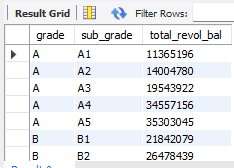 Result Grid Filter Rows:
grade sub_grade total_revol_bal
A A1 11365196
A A2 14004780
A A3 19543922
A A4 34557156
A A5 35303045
B B1 21842079
B B2 26478439